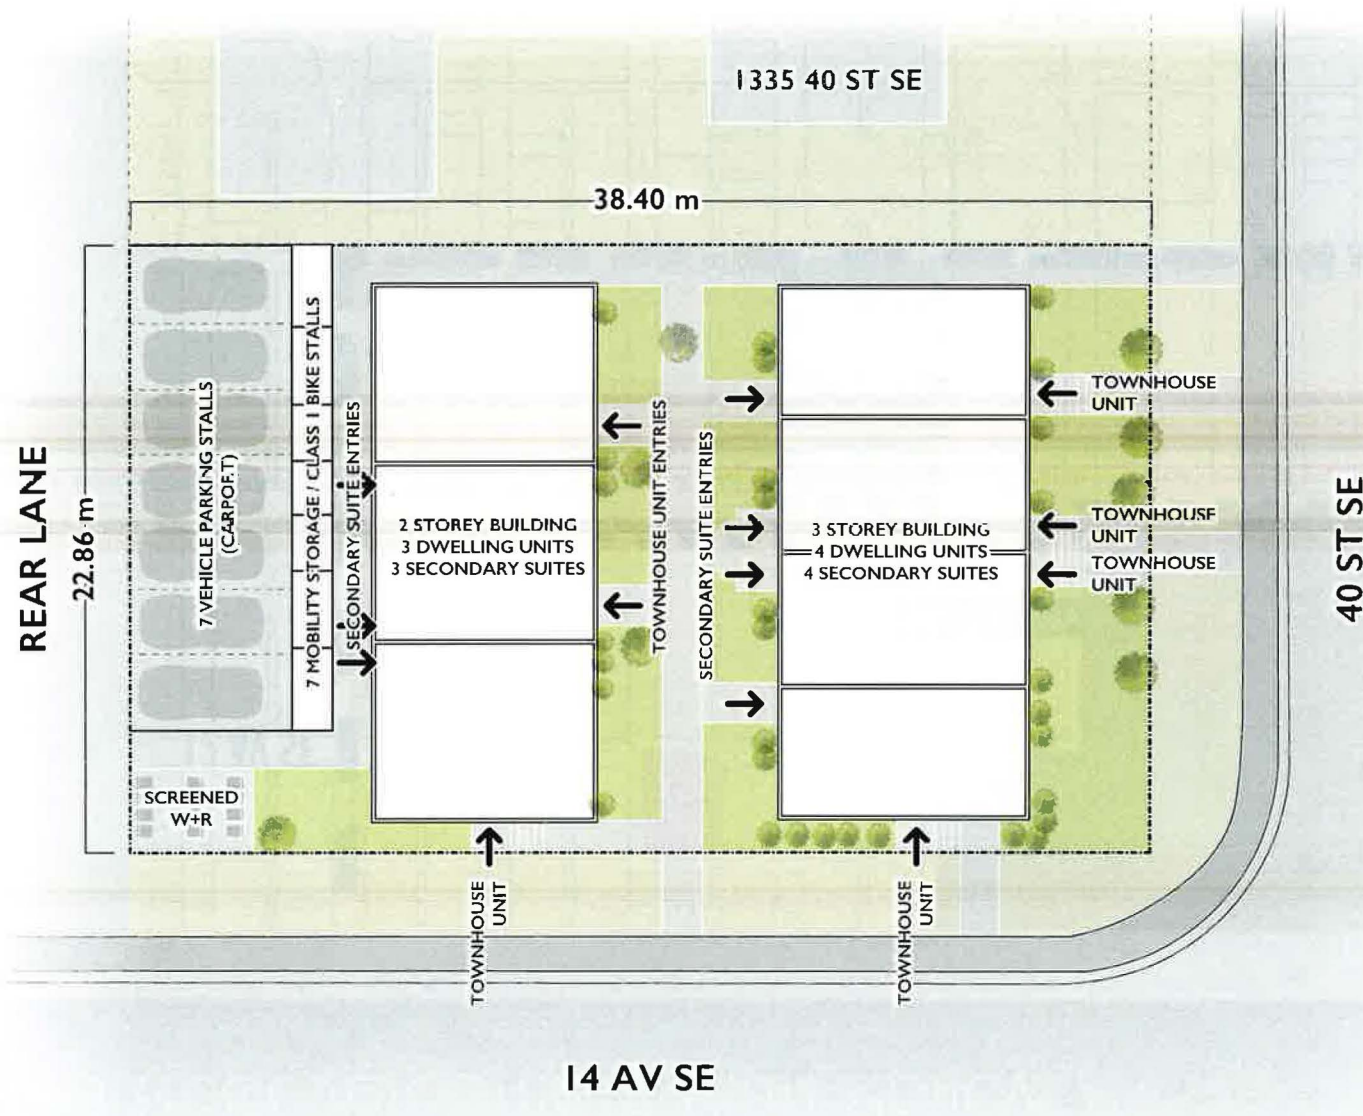 1335 40 ST SE
38.40 m
REAR LANE
22.86 m
7 VEHICLE PARKING STALLS
(CARPORT)
7 MOBILITY STORAGE / CLASS 1 BIKE STALLS
SECONDARY SUITE ENTRIES
2 STOREY BUILDING
3 DWELLING UNITS
3 SECONDARY SUITES
TOWNHOUSE UNIT ENTRIES
SECONDARY SUITE ENTRIES
3 STOREY BUILDING
4 DWELLING UNITS
4 SECONDARY SUITES
TOWNHOUSE
UNIT
TOWNHOUSE
UNIT
TOWNHOUSE
UNIT
40 ST SE
SCREENED
W+R
TOWNHOUSE
UNIT
TOWNHOUSE
UNIT
14 AV SE